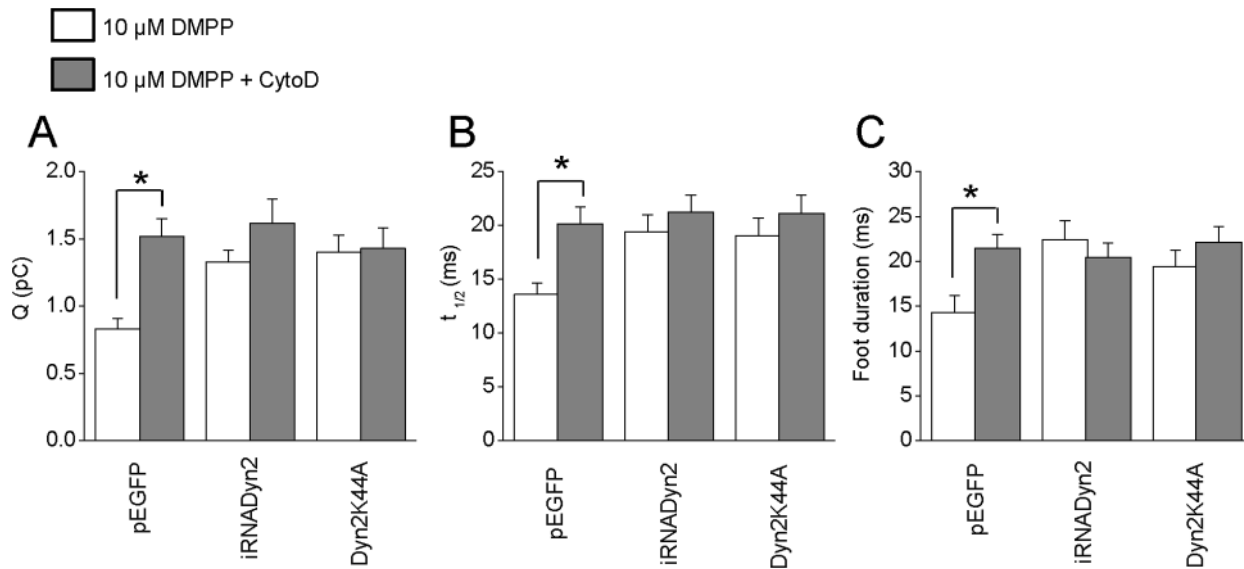 10 µM DMPP
10 µM DMPP + CytoD
A
*
Q (pC)
2.0
1.5
1.0
0.5
0.0
pEGFP
iRNADyn2
Dyn2K44A
B
*
t 1/2 (ms)
25
20
15
10
5
0
pEGFP
iRNADyn2
Dyn2K44A
C
*
Foot duration (ms)
30
25
20
15
10
5
0
pEGFP
iRNADyn2
Dyn2K44A